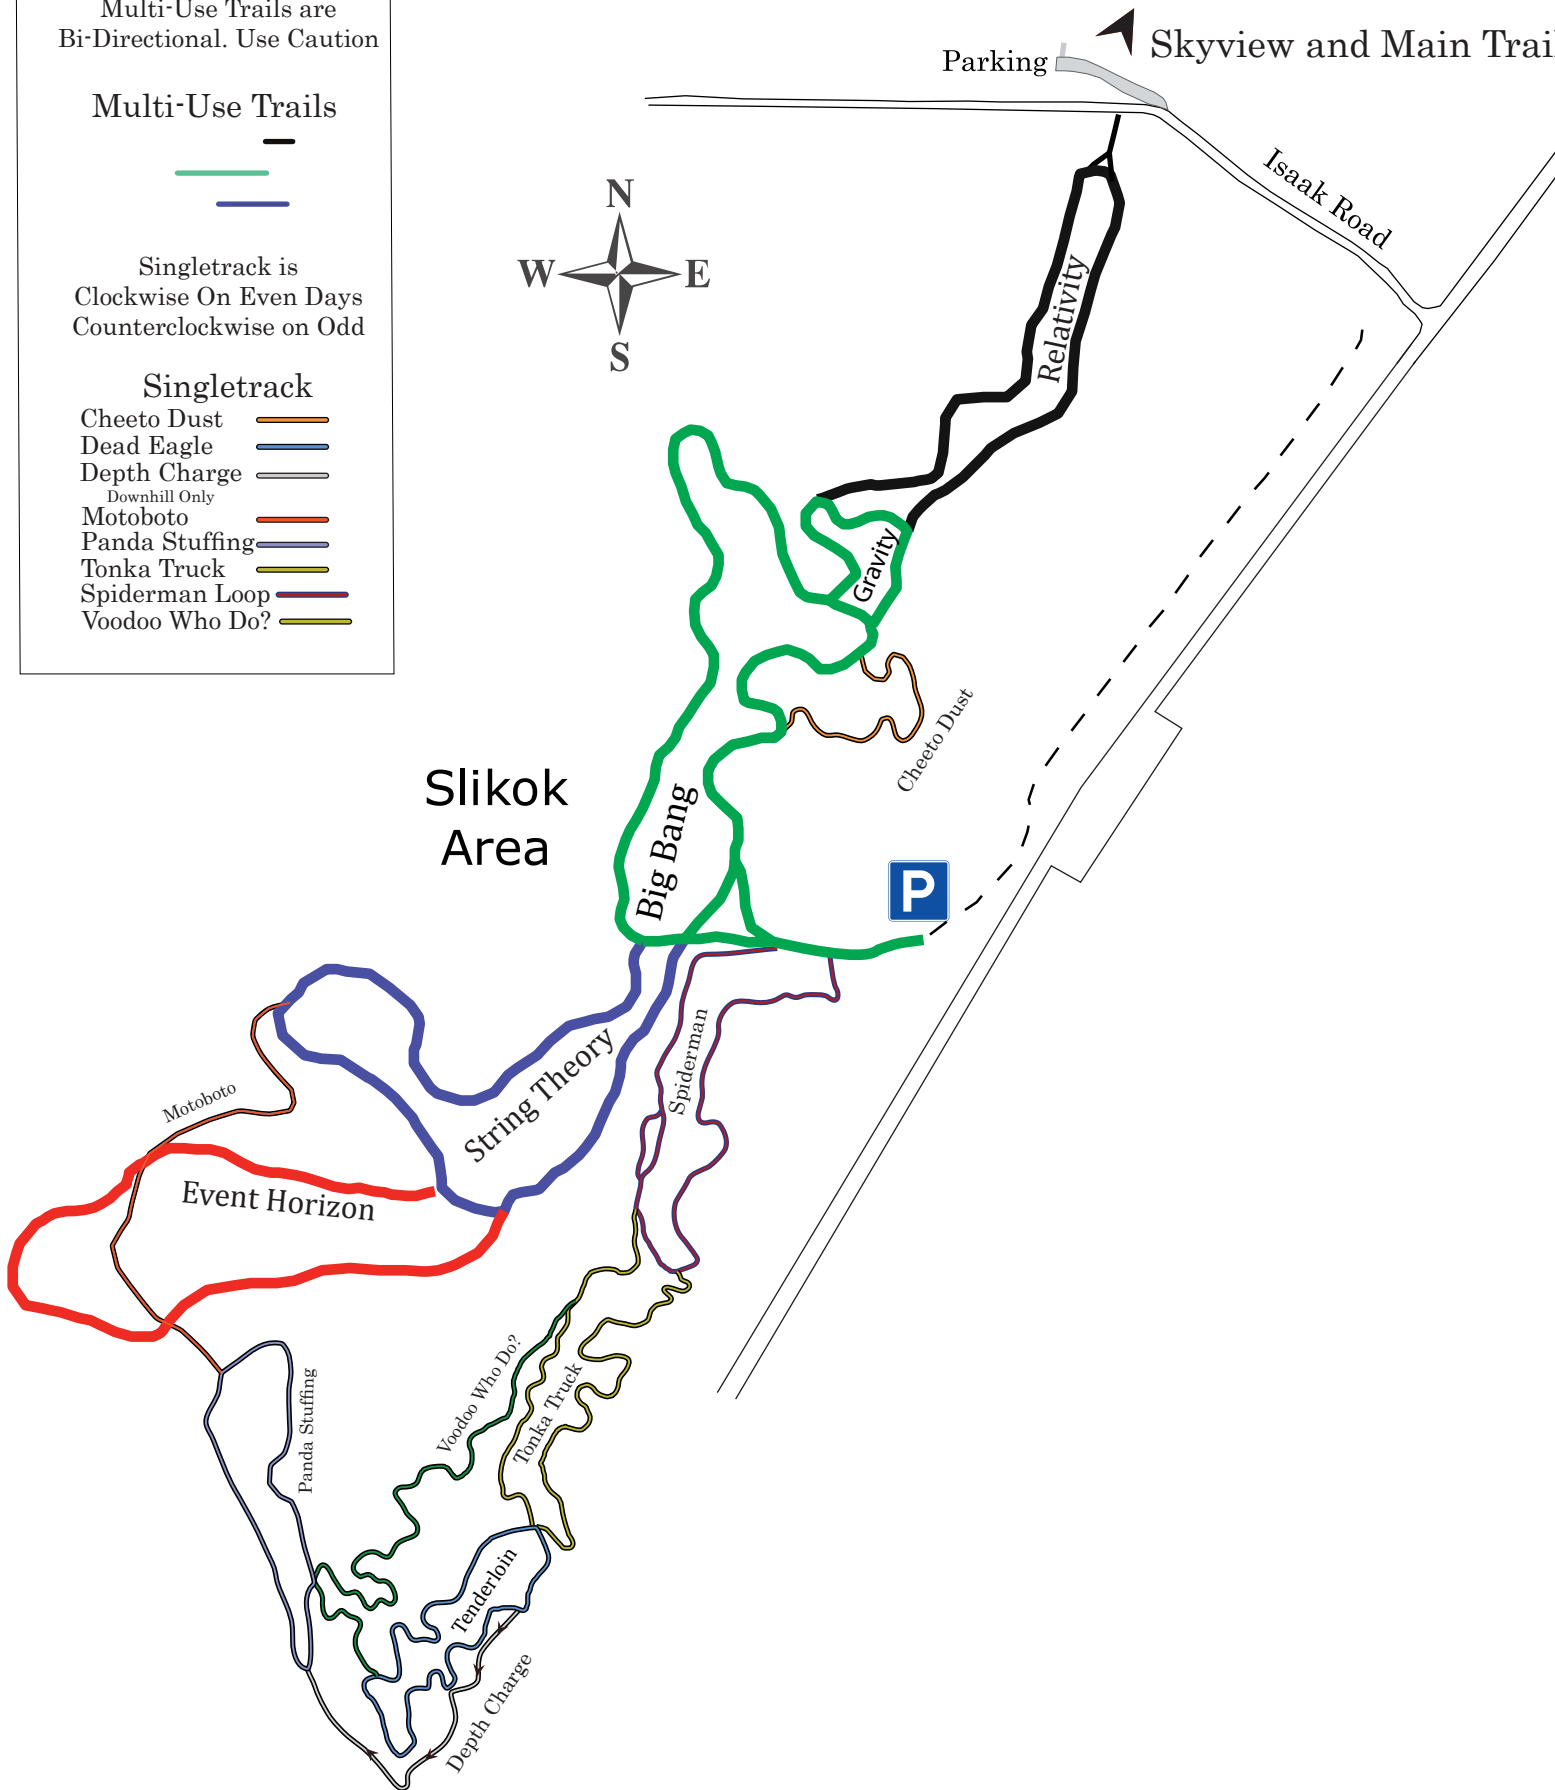 Multi-Use Trails are
Bi-Directional. Use Caution
Multi-Use Trails
Singletrack is
Clockwise On Even Days
Counterclockwise on Odd
Singletrack
Cheeto Dust
Dead Eagle
Depth Charge
Downhill Only
Motoboto
Panda Stuffing
Tonka Truck
Spiderman Loop
Voodoo Who Do?
Skyview and Main Trail
Parking
Isaak Road
N
W
E
S
Relativity
Gravity
Cheeto Dust
Slikok
Area
Big Bang
P
String Theory
Spiderman
Motoboto
Event Horizon
Voodoo Who Do?
Tonka Truck
Panda Stuffing
Tenderloin
Depth Charge